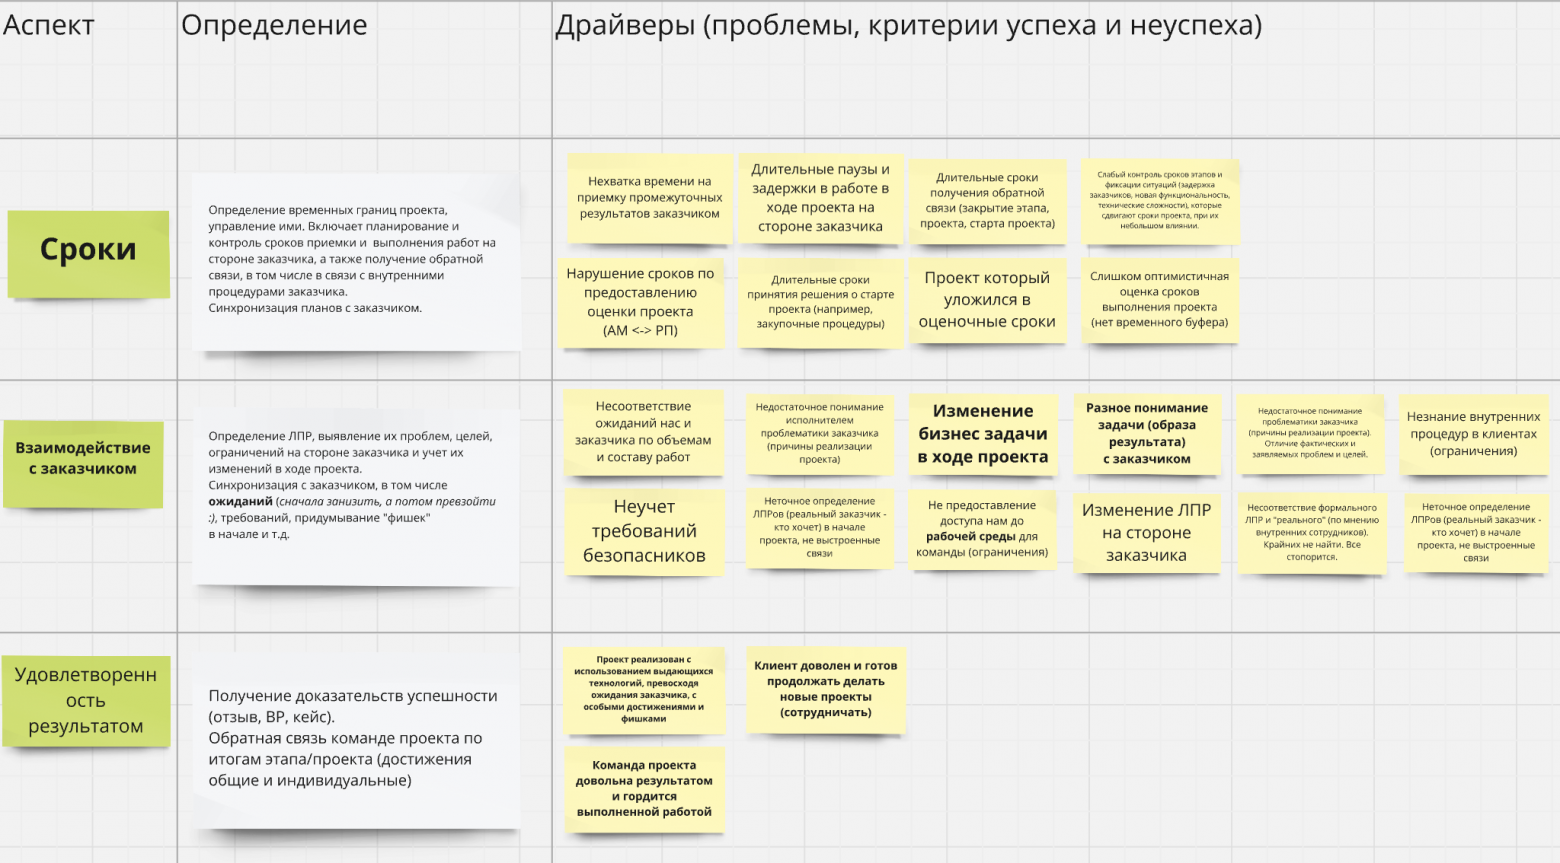 Аспект
Определение
Драйверы (проблемы, критерии успеха и неуспеха)
Сроки
Определение временных границ проекта,
управление ими. Включает планирование и
контроль сроков приемки и  выполнения работ на
стороне заказчика, а также получение обратной
связи, в том числе в связи с внутренними
процедурами заказчика.
Синхронизация планов с заказчиком.
Нехватка времени на
приемку промежуточных
результатов заказчиком
Длительные паузы и
задержки в работе в
ходе проекта на
стороне заказчика
Длительные сроки
получения обратной
связи (закрытие этапа,
проекта, старта проекта)
Слабый контроль сроков этапов и
фиксации ситуаций (задержка
заказчиков, новая функциональность,
технические сложности), которые
сдвигают сроки проекта, при их
небольшом влиянии.
Нарушение сроков по
предоставлению
оценки проекта
(АМ <-> РП)
Длительные сроки
принятия решения о старте
проекта (например,
закупочные процедуры)
Проект который
уложился в
оценочные сроки
Слишком оптимистичная
оценка сроков
выполнения проекта
(нет временного буфера)
Взаимодействие
с заказчиком
Определение ЛПР, выявление их проблем, целей,
ограничений на стороне заказчика и учет их
изменений в ходе проекта.
Синхронизация с заказчиком, в том числе
ожиданий (сначала занизить, а потом превзойти
:), требований, придумывание "фишек"
в начале и т.д.
Несоответствие
ожиданий нас и
заказчика по объемам
и составу работ
Недостаточное понимание
исполнителем
проблематики заказчика
(причины реализации
проекта)
Изменение
бизнес задачи
в ходе проекта
Разное понимание
задачи (образа
результата)
с заказчиком
Недостаточное понимание
проблематики заказчика
(причины реализации проекта).
Отличие фактических и
заявляемых проблем и целей.
Незнание внутренних
процедур в клиентах
(ограничения)
Неучет
требований
безопасников
Неточное определение
ЛПРов (реальный заказчик -
кто хочет) в начале
проекта, не выстроенные
связи
Не предоставление
доступа нам до
рабочей среды для
команды (ограничения)
Изменение ЛПР
на стороне
заказчика
Несоответствие формального
ЛПР и "реального" (по мнению
внутренних сотрудников).
Крайних не найти. Все
стопорится.
Неточное определение
ЛПРов (реальный заказчик -
кто хочет) в начале
проекта, не выстроенные
связи
Удовлетворенн
ость
результатом
Получение доказательств успешности
(отзыв, ВР, кейс).
Обратная связь команде проекта по
итогам этапа/проекта (достижения
общие и индивидуальные)
Проект реализован с
использованием выдающихся
технологий, превосходя
ожидания заказчика, с
особыми достижениями и
фишками
Клиент доволен и готов
продолжать делать
новые проекты
(сотрудничать)
Команда проекта
довольна результатом
и гордится
выполненной работой